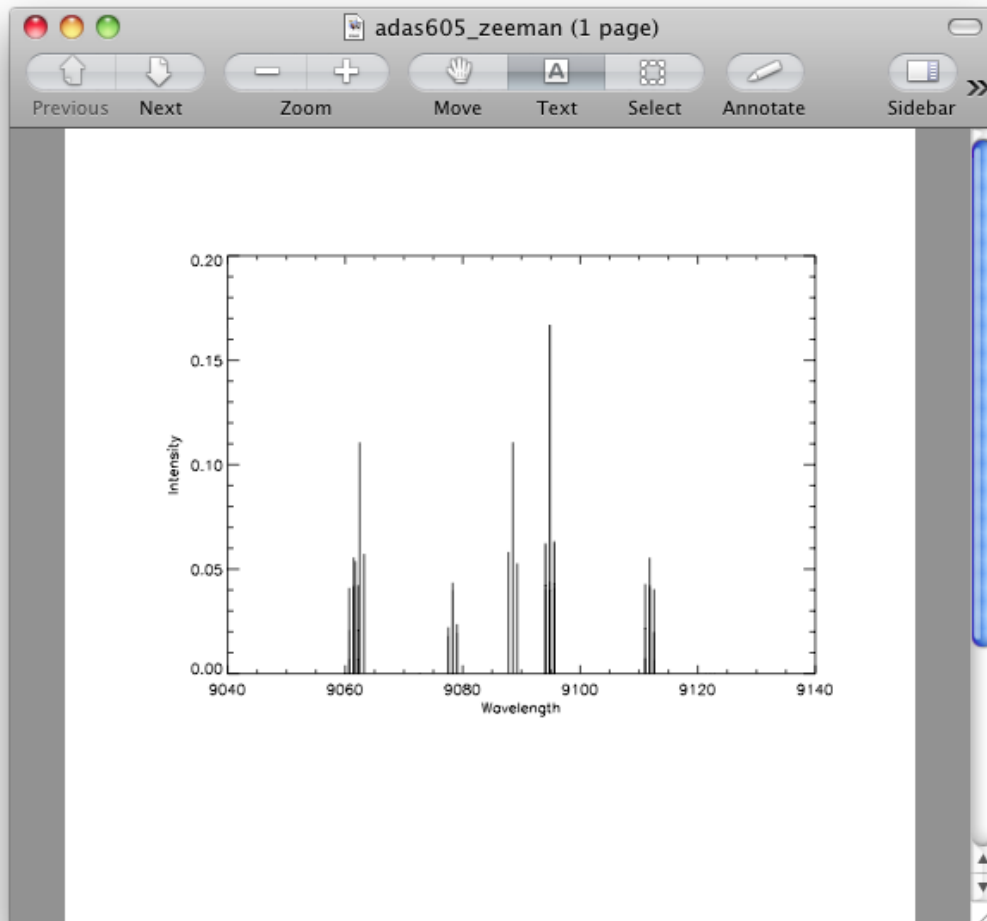 adas605_zeeman (1 page)
Previous Next Zoom Move Text Select Annotate Sidebar
0.20
0.15
0.10
0.05
0.00
Intensity
9040 9060 9080 9100 9120 9140
Wavelength